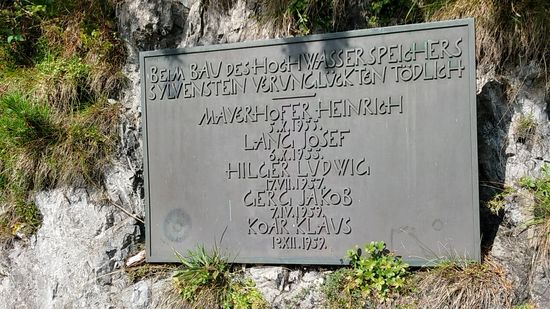 BEIM BAU DES HOCHWASSERSPEICHERS
SYLVENSTEIN VERUNGLÜCKTEN TÖDLICH
MAYERHOFER HEINRICH
5.X.1955.
LANG JOSEF
6.X.1955.
HILGER LUDWIG
17.VII.1957.
GERG JAKOB
7.IV.1959.
KOAR KLAUS
XII.1959.